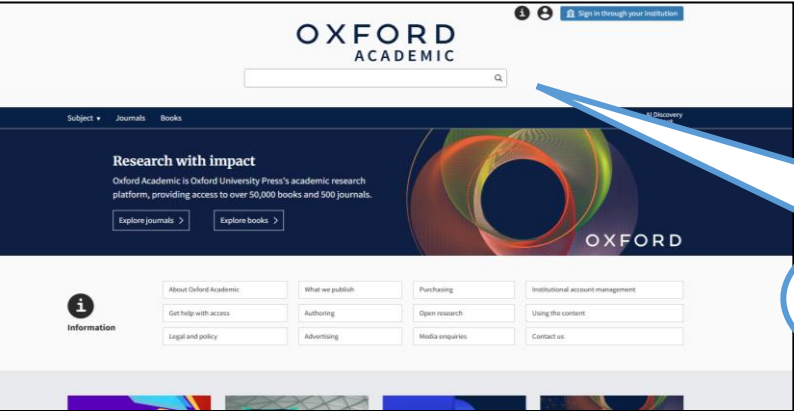 Sign in through your institution
OXFORD
ACADEMIC
Subject
Journals
Books
AI Discovery
Research with impact
Oxford Academic is Oxford University Press's academic research
platform, providing access to over 50,000 books and 500 journals.
Explore journals >
Explore books >
OXFORD
Information
About Oxford Academic
What we publish
Purchasing
Institutional account management
Get help with access
Authoring
Open research
Using the content
Legal and policy
Advertising
Media enquiries
Contact us